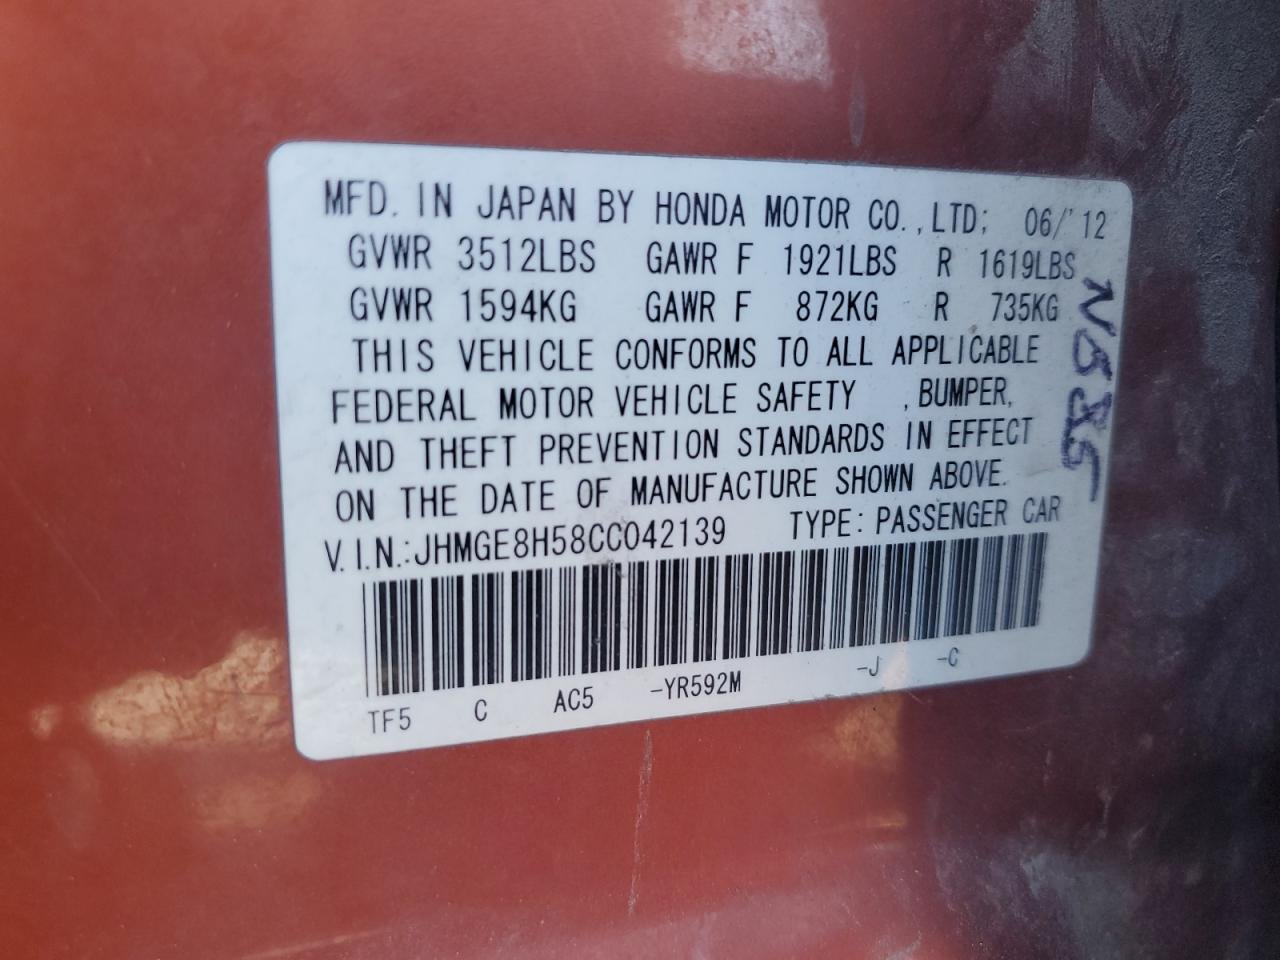 MFD. IN JAPAN BY HONDA MOTOR CO.,LTD; 06/'12
GVWR 3512LBS GAWR F 1921LBS R 1619LBS
GVWR 1594KG GAWR F 872KG R 735KG
THIS VEHICLE CONFORMS TO ALL APPLICABLE
FEDERAL MOTOR VEHICLE SAFETY , BUMPER,
AND THEFT PREVENTION STANDARDS IN EFFECT
ON THE DATE OF MANUFACTURE SHOWN ABOVE.
V.I.N.:JHMGE8H58CC042139 TYPE: PASSENGER CAR
TF5 C AC5 -YR592M -J -C